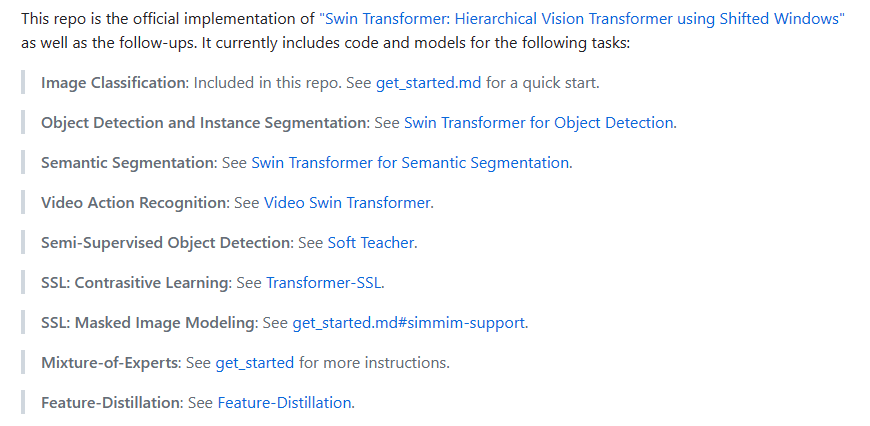 This repo is the official implementation of "Swin Transformer: Hierarchical Vision Transformer using Shifted Windows"
as well as the follow-ups. It currently includes code and models for the following tasks:
Image Classification: Included in this repo. See get_started.md for a quick start.
Object Detection and Instance Segmentation: See Swin Transformer for Object Detection.
Semantic Segmentation: See Swin Transformer for Semantic Segmentation.
Video Action Recognition: See Video Swin Transformer.
Semi-Supervised Object Detection: See Soft Teacher.
SSL: Contrasitive Learning: See Transformer-SSL.
SSL: Masked Image Modeling: See get_started.md#simmim-support.
Mixture-of-Experts: See get_started for more instructions.
Feature-Distillation: See Feature-Distillation.